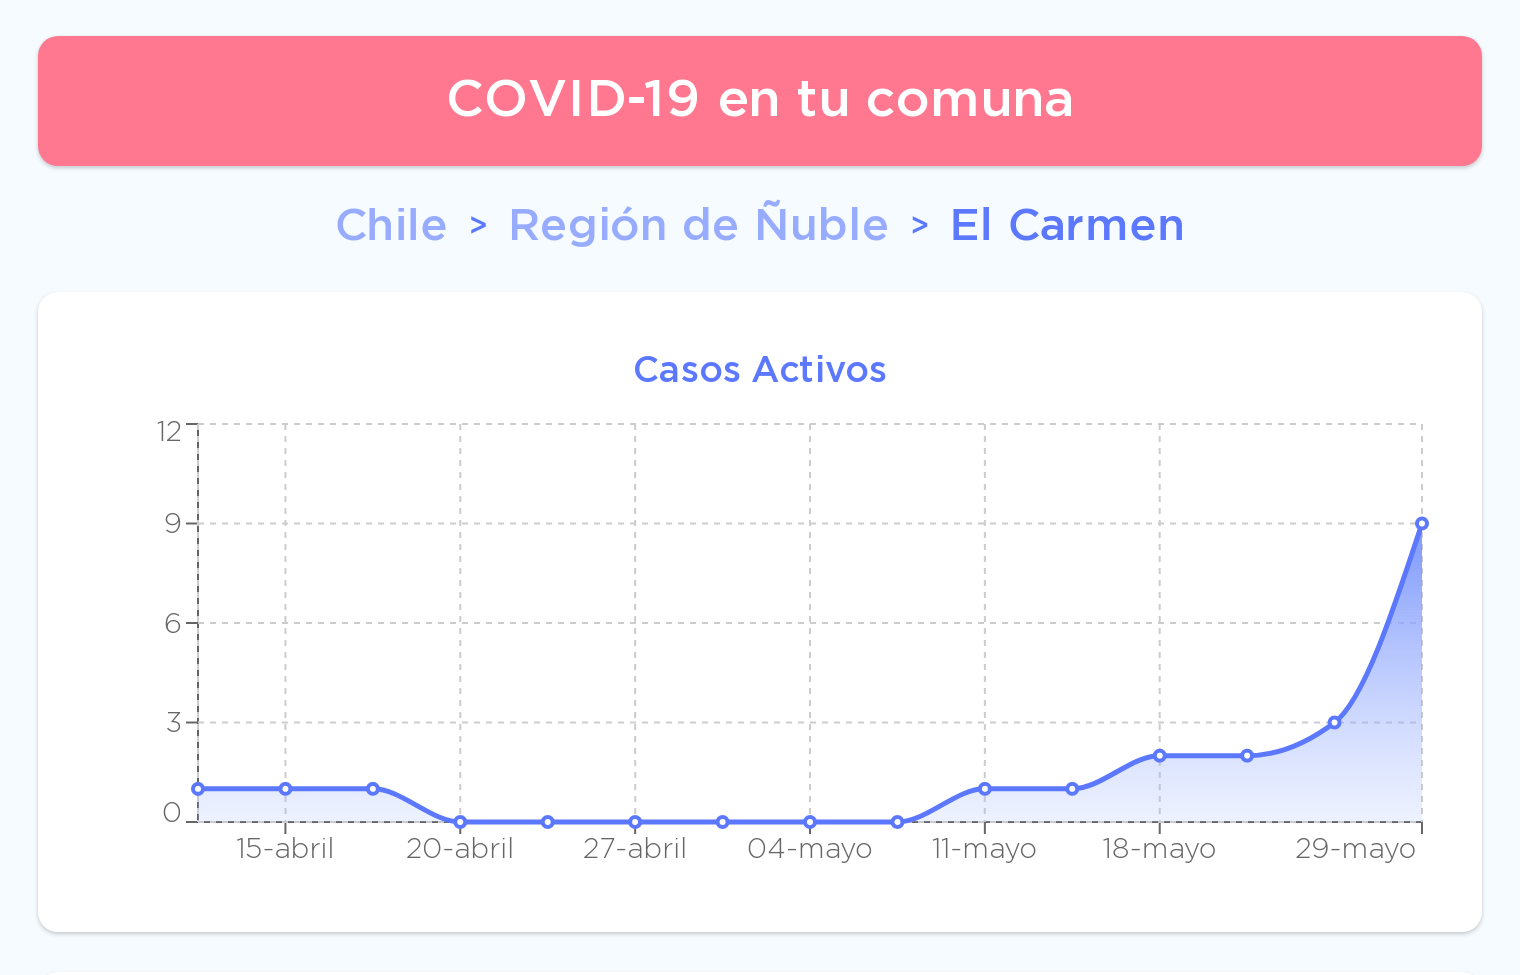 COVID-19 en tu comuna
Chile > Región de Ñuble > El Carmen
Casos Activos
12
9
6
3
0
15-abril 20-abril 27-abril 04-mayo 11-mayo 18-mayo 29-mayo